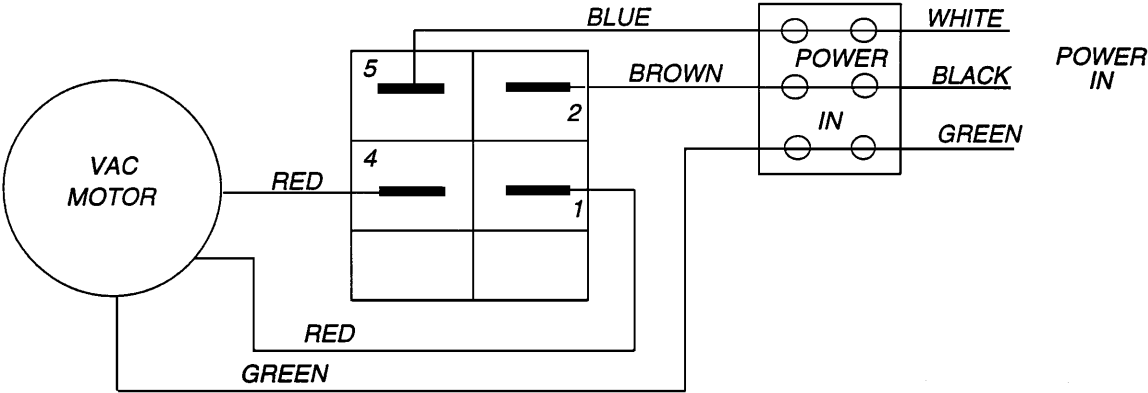 BLUE
WHITE
POWER
POWER
IN
5
BROWN
BLACK
2
IN
GREEN
VAC
MOTOR
4
RED
1
RED
GREEN